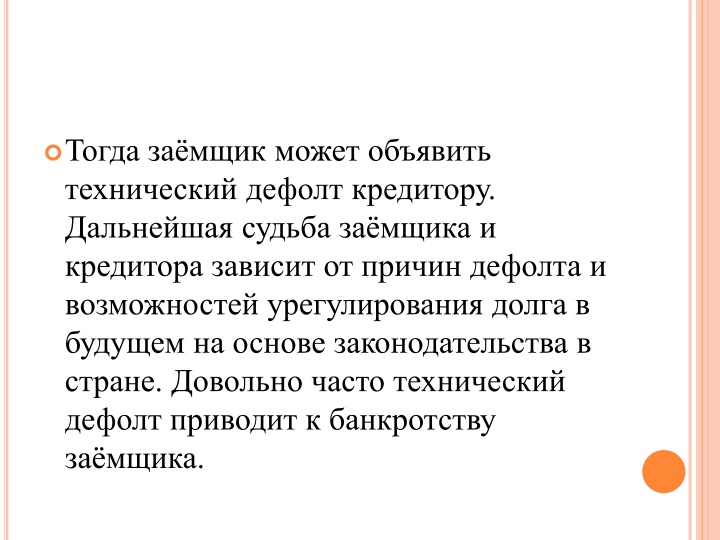 Тогда заёмщик может объявить
технический дефолт кредитору.
Дальнейшая судьба заёмщика и
кредитора зависит от причин дефолта и
возможностей урегулирования долга в
будущем на основе законодательства в
стране. Довольно часто технический
дефолт приводит к банкротству
заёмщика.